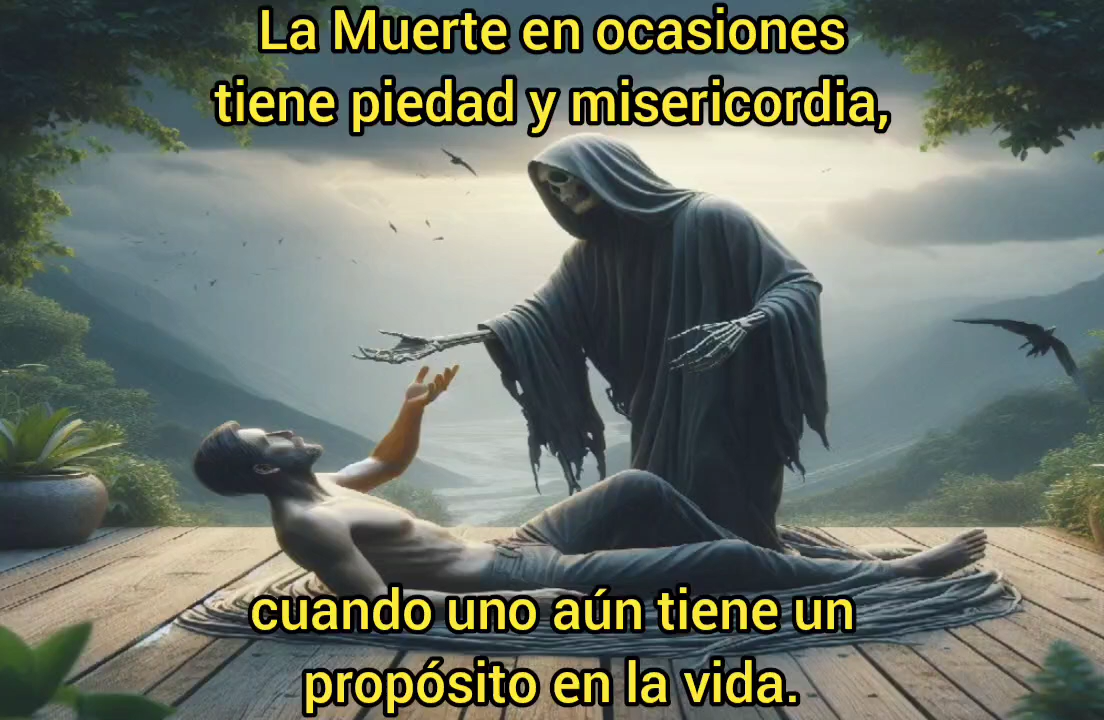 La Muerte en ocasiones
tiene piedad y misericordia,
cuando uno aún tiene un
propósito en la vida.